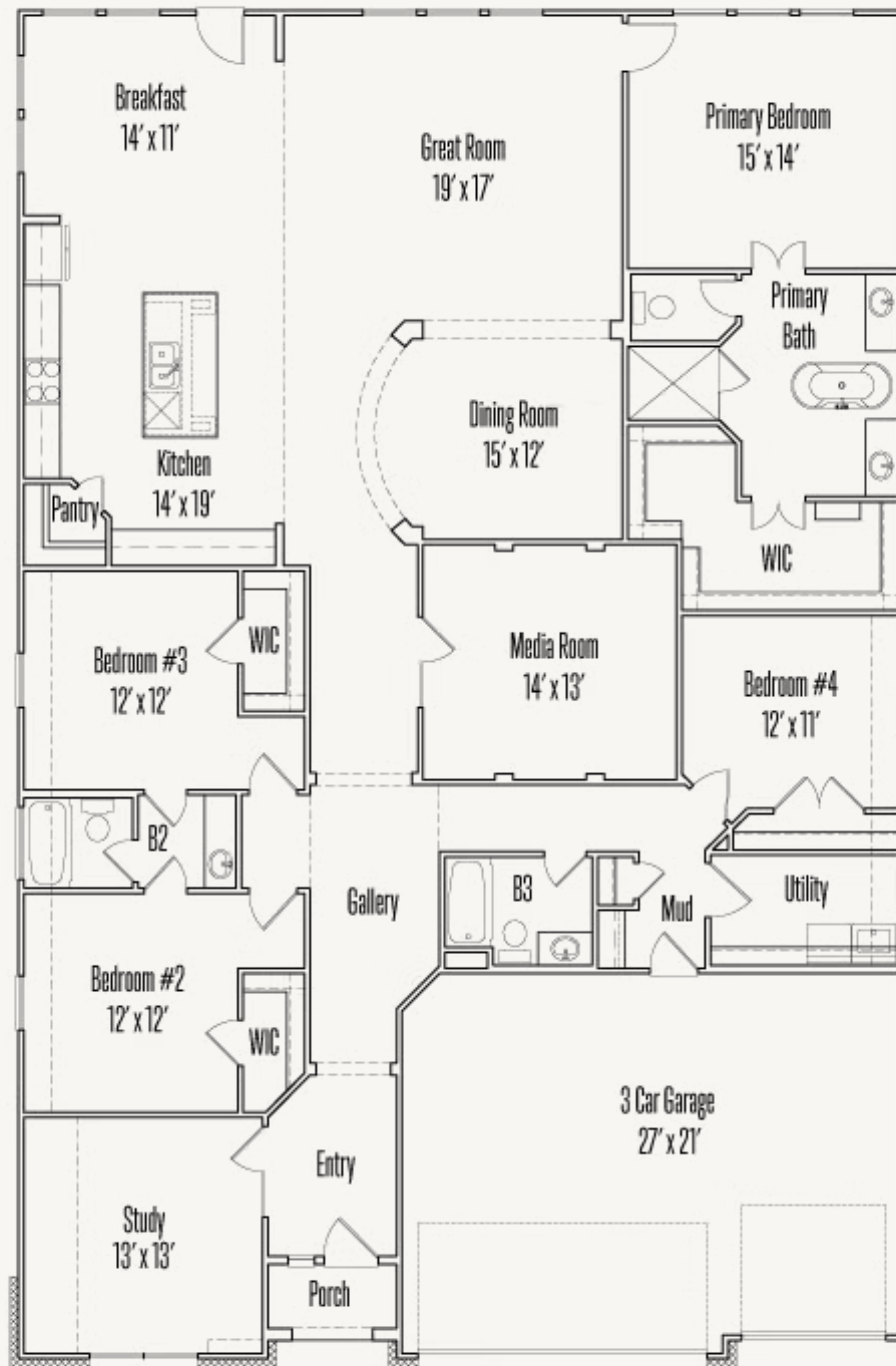 Breakfast
14' x 11'
Great Room
19' x 17'
Primary Bedroom
15' x 14'
Primary
Bath
Dining Room
15' x 12'
Kitchen
14' x 19'
Pantry
WIC
Bedroom #3
12' x 12'
WIC
Media Room
14' x 13'
Bedroom #4
12' x 11'
B2
Gallery
B3
Mud
Utility
Bedroom #2
12' x 12'
WIC
3 Car Garage
27' x 21'
Entry
Study
13' x 13'
Porch